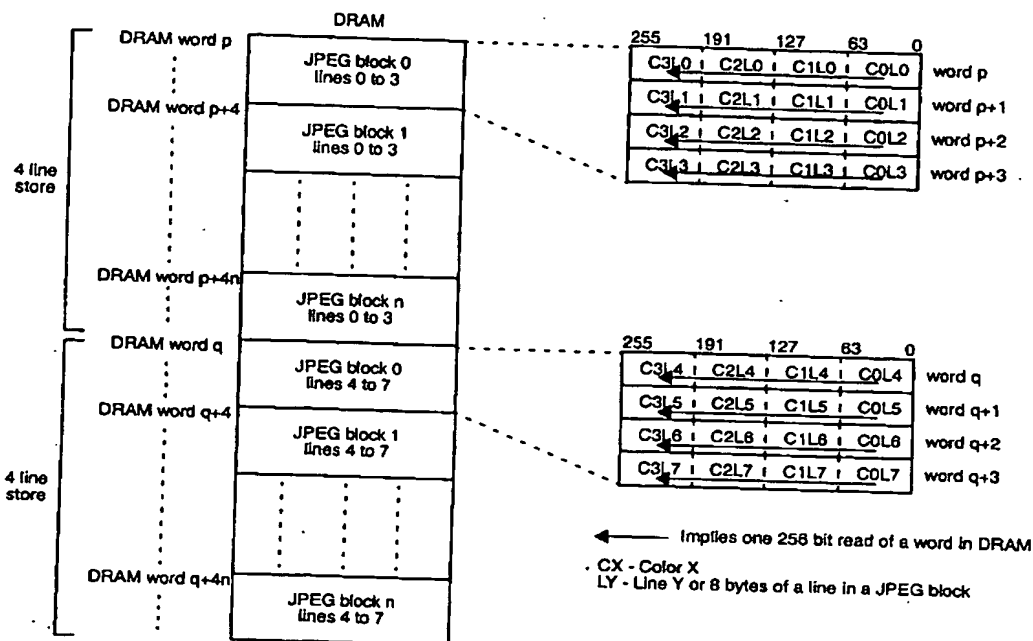 DRAM
DRAM word p
JPEG block 0
lines 0 to 3
DRAM word p+4
JPEG block 1
lines 0 to 3
4 line
store
DRAM word p+4n
JPEG block n
lines 0 to 3
DRAM word q
JPEG block 0
lines 4 to 7
DRAM word q+4
JPEG block 1
lines 4 to 7
4 line
store
DRAM word q+4n
JPEG block n
lines 4 to 7
255 191 127 63 0
C3L0 C2L0 C1L0 C0L0 word p
C3L1 C2L1 C1L1 C0L1 word p+1
C3L2 C2L2 C1L2 C0L2 word p+2
C3L3 C2L3 C1L3 C0L3 word p+3
255 191 127 63 0
C3L4 C2L4 C1L4 C0L4 word q
C3L5 C2L5 C1L5 C0L5 word q+1
C3L6 C2L6 C1L6 C0L6 word q+2
C3L7 C2L7 C1L7 C0L7 word q+3
Implies one 256 bit read of a word in DRAM
CX - Color X
LY - Line Y or 8 bytes of a line in a JPEG block